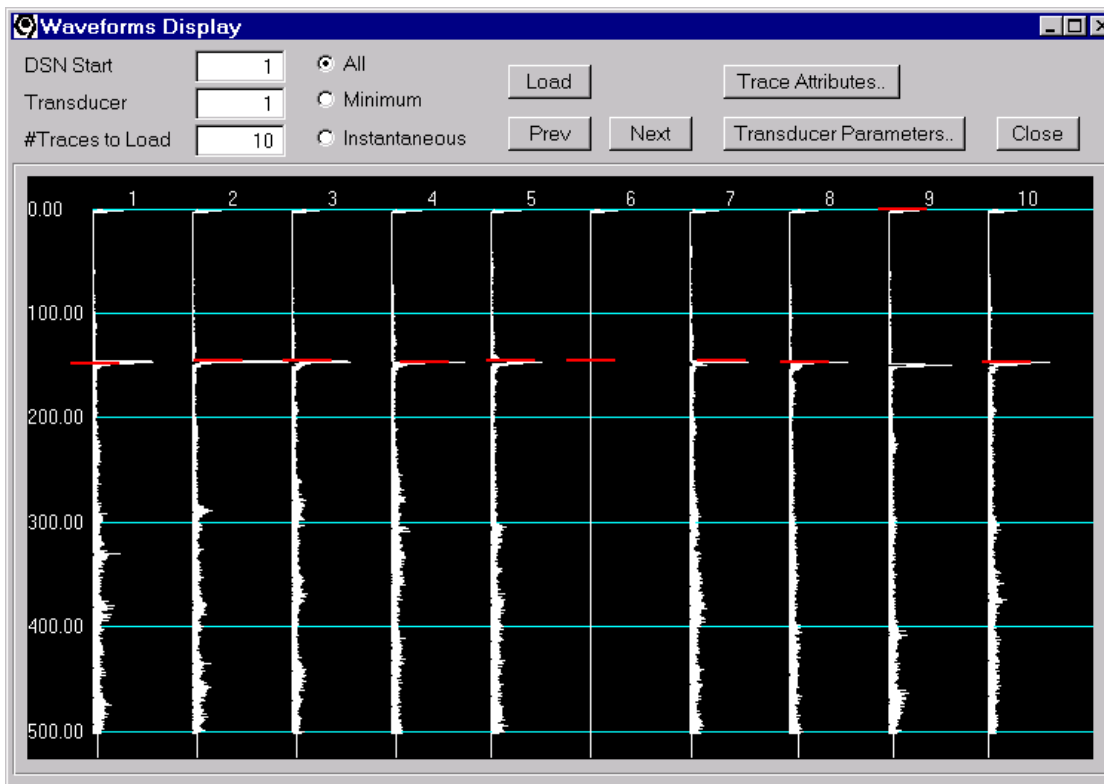 Waveforms Display
DSN Start 1 All
Load Trace Attributes..
Transducer 1 Minimum
#Traces to Load 10 Instantaneous
Prev Next Transducer Parameters.. Close
1 2 3 4 5 6 7 8 9 10
0.00
100.00
200.00
300.00
400.00
500.00